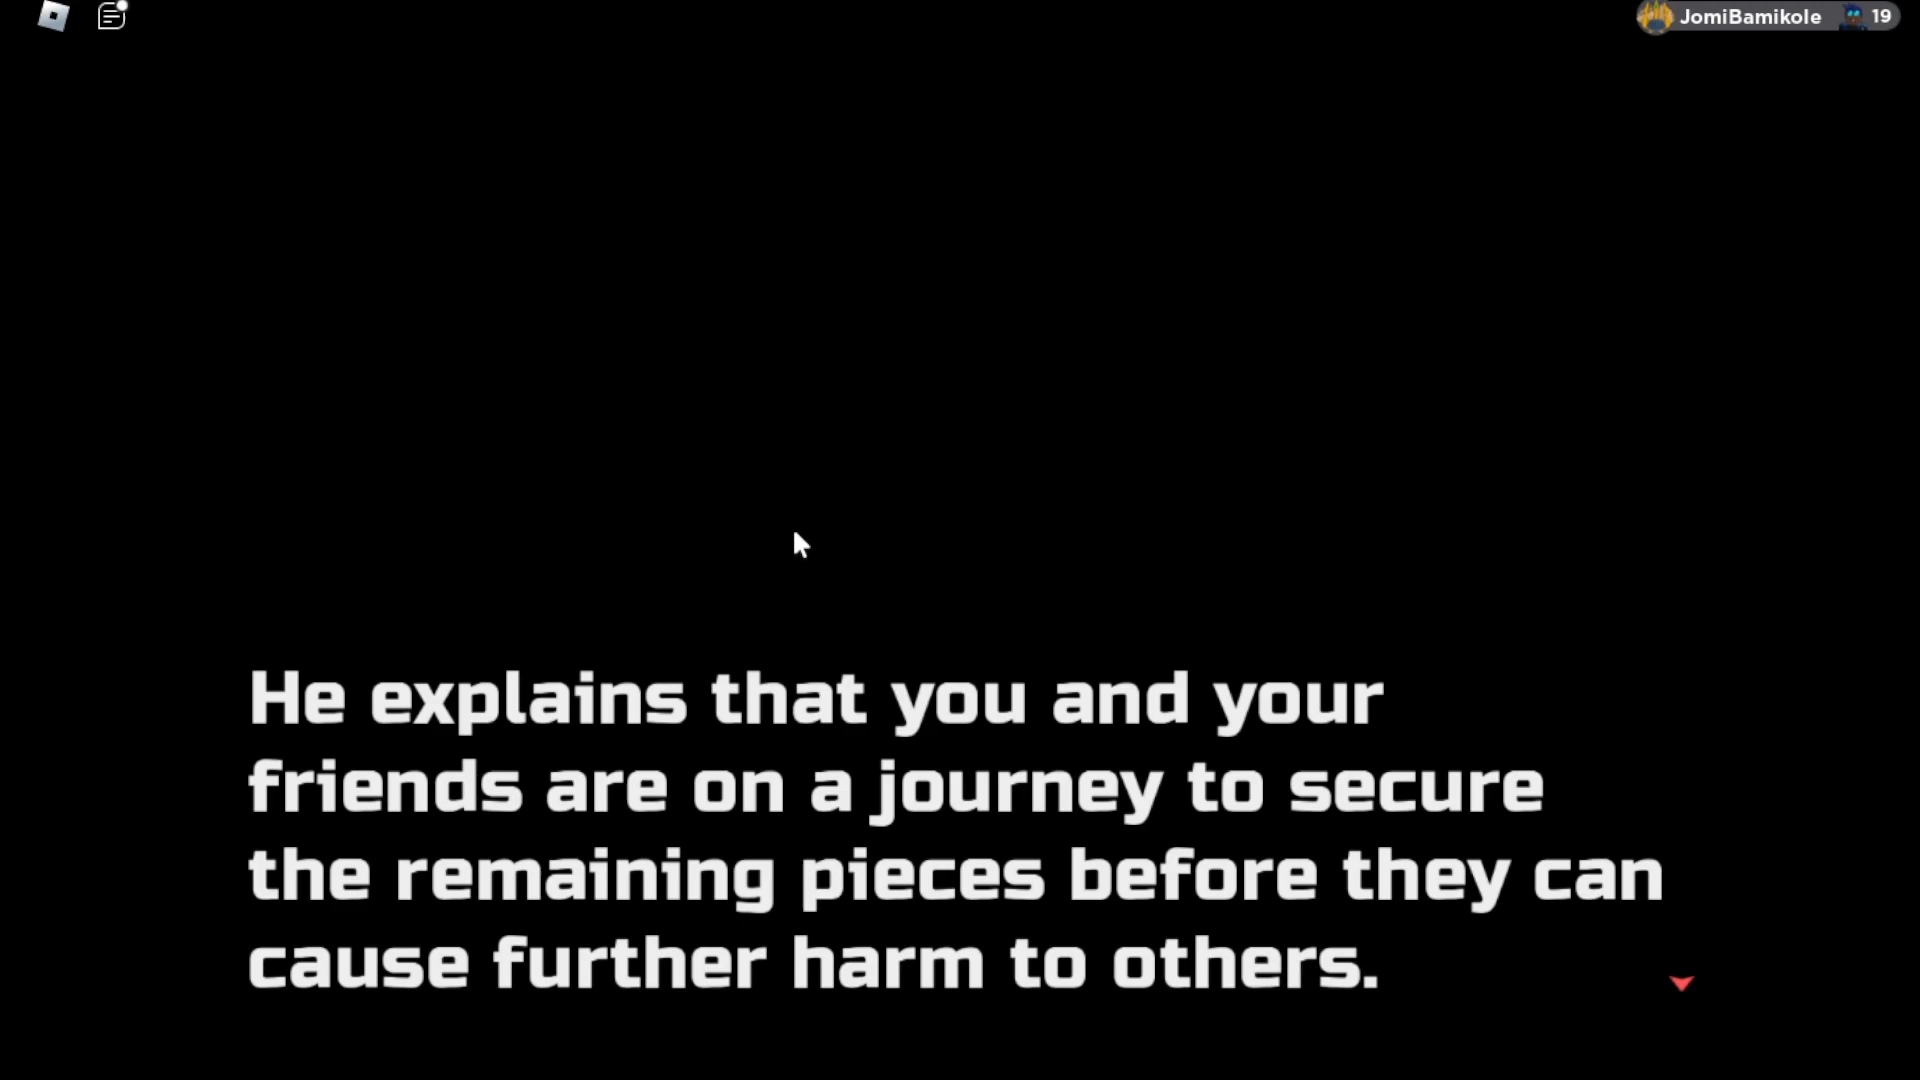 JomiBamikole 19
He explains that you and your
friends are on a journey to secure
the remaining pieces before they can
cause further harm to others.